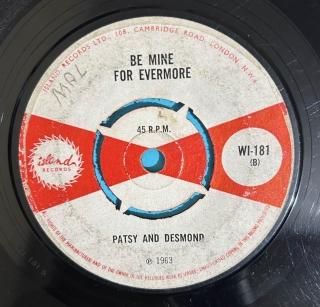 ISLAND RECORDS LTD., 108, CAMBRIDGE ROAD, LONDON, N.W.6
BE MINE
FOR EVERMORE
MAL
45 R.P.M.
island
RECORDS
WI-181
(B)
PATSY AND DESMOND
℗ 1963